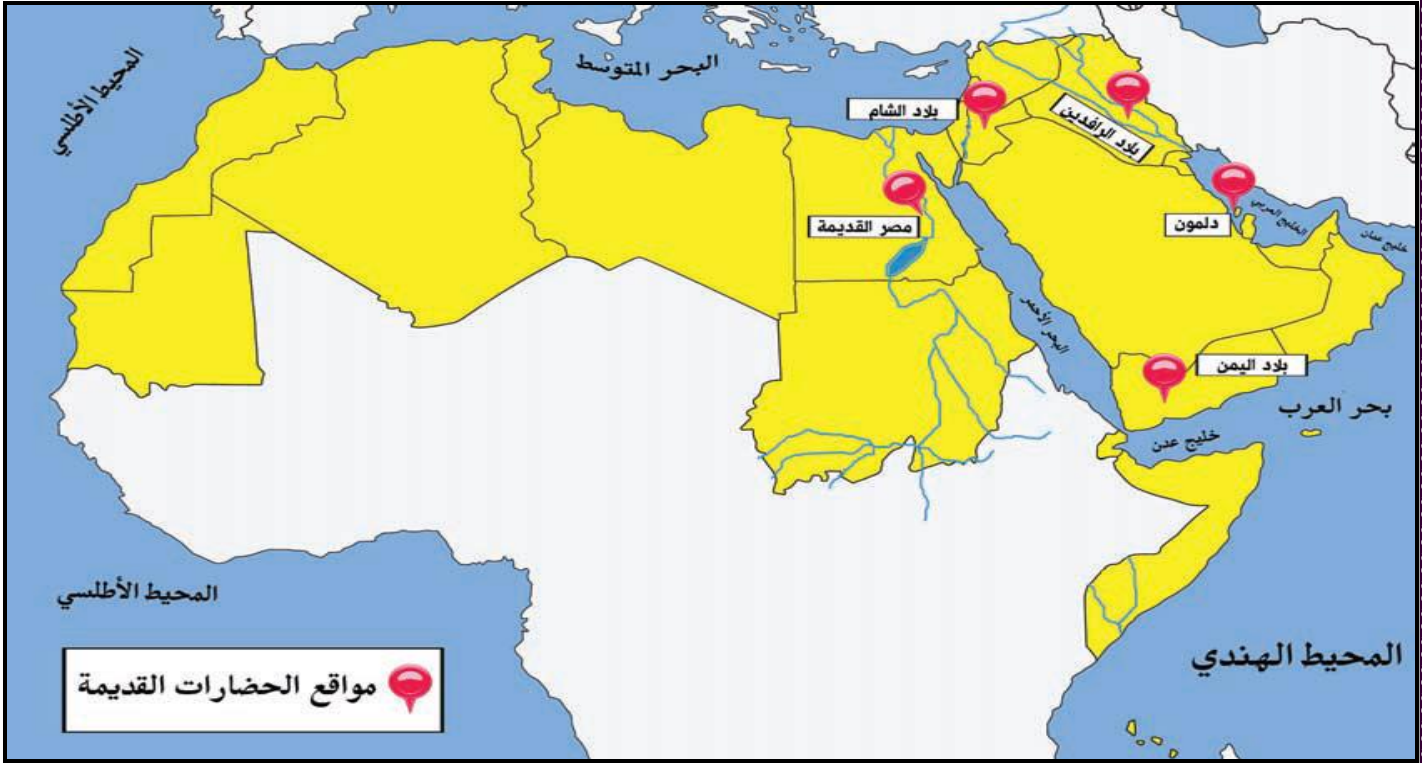 المحيط الأطلسي
البحر المتوسط
بلاد الشام
بلاد الرافدين
مصر القديمة
دلمون
الخليج العربي
خليج عمان
البحر الأحمر
بلاد اليمن
بحر العرب
خليج عدن
المحيط الأطلسي
المحيط الهندي
مواقع الحضارات القديمة